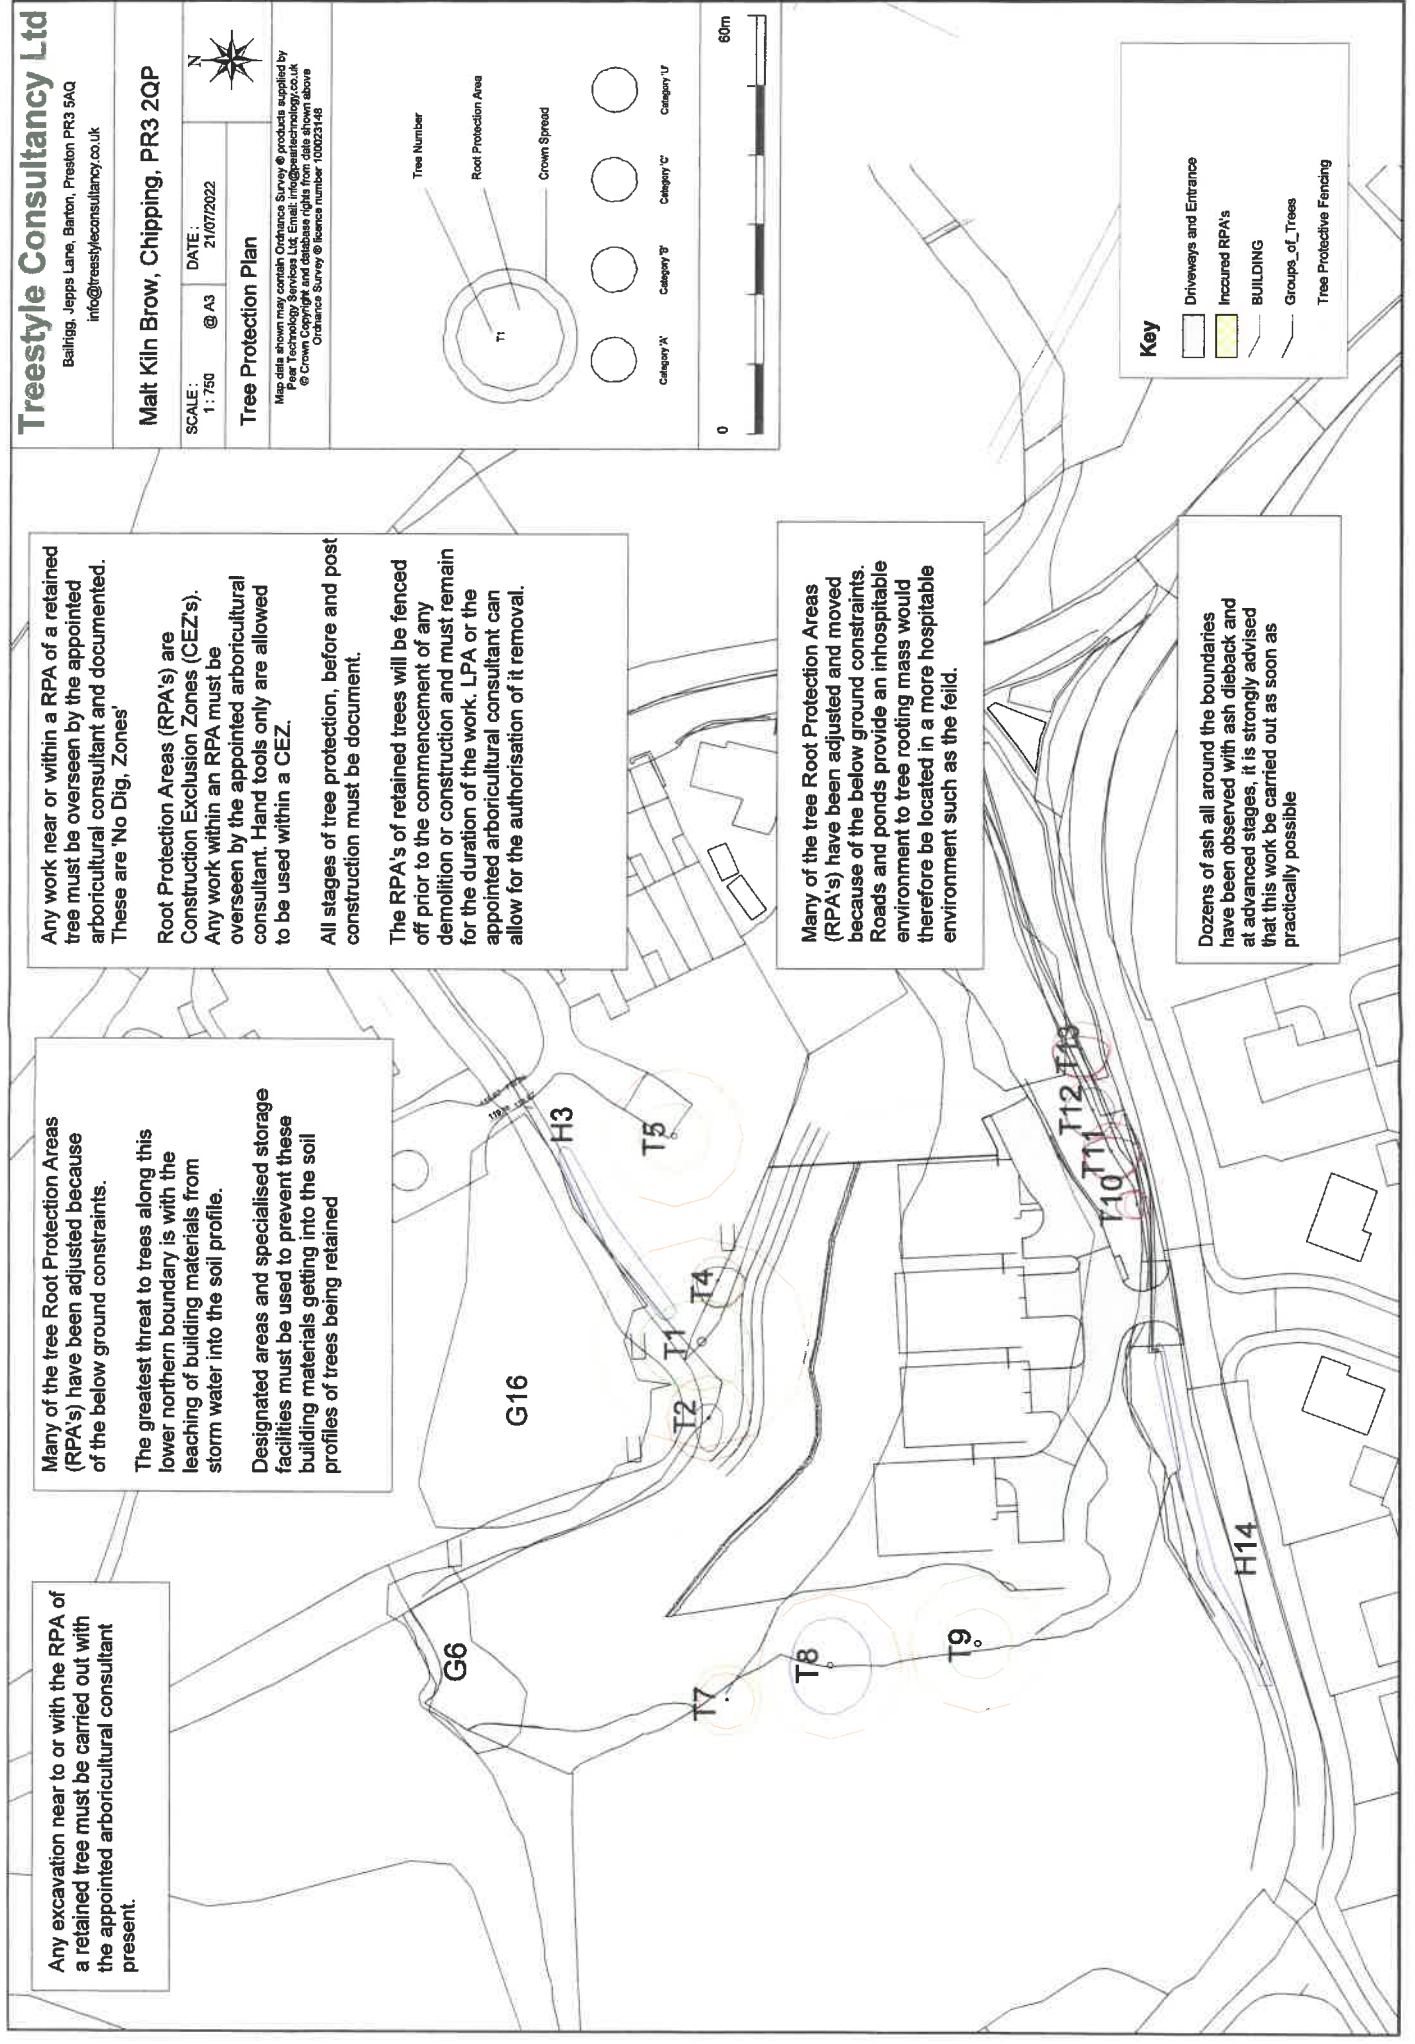 Any excavation near to or with the RPA of
a retained tree must be carried out with
the appointed arboricultural consultant
present.
Many of the tree Root Protection Areas
(RPA's) have been adjusted because
of the below ground constraints.
The greatest threat to trees along this
lower northern boundary is with the
leaching of building materials from
storm water into the soil profile.
Designated areas and specialised storage
facilities must be used to prevent these
building materials getting into the soil
profiles of trees being retained
Any work near or within a RPA of a retained
tree must be overseen by the appointed
arboricultural consultant and documented.
These are 'No Dig, Zones'
Root Protection Areas (RPA's) are
Construction Exclusion Zones (CEZ's).
Any work within an RPA must be
overseen by the appointed arboricultural
consultant. Hand tools only are allowed
to be used within a CEZ.
All stages of tree protection, before and post
construction must be document.
The RPA's of retained trees will be fenced
off prior to the commencement of any
demolition or construction and must remain
for the duration of the work. LPA or the
appointed arboricultural consultant can
allow for the authorisation of it removal.
Treestyle Consultancy Ltd
Bailrigg, Jepps Lane, Barton, Preston PR3 5AQ
info@treestyleconsultancy.co.uk
Malt Kiln Brow, Chipping, PR3 2QP
SCALE :
1 : 750 @ A3
DATE :
21/07/2022
N
Tree Protection Plan
Map data shown may contain Ordnance Survey ® products supplied by
Pear Technology Services Ltd; Email: info@peartechnology.co.uk
© Crown Copyright and database rights from date shown above
Ordnance Survey ® licence number 100023148
T1
Tree Number
Root Protection Area
Crown Spread
Category 'A'
Category 'B'
Category 'C'
Category 'U'
0
60m
Many of the tree Root Protection Areas
(RPA's) have been adjusted and moved
because of the below ground constraints.
Roads and ponds provide an inhospitable
environment to tree rooting mass would
therefore be located in a more hospitable
environment such as the feild.
Dozens of ash all around the boundaries
have been observed with ash dieback and
at advanced stages, it is strongly advised
that this work be carried out as soon as
practically possible
Key
Driveways and Entrance
Inccured RPA's
BUILDING
Groups_of_Trees
Tree Protective Fencing
G6
G16
H3
T5
T4
T1
T2
T7
T8
T9
T10
T11
T12
T13
H14